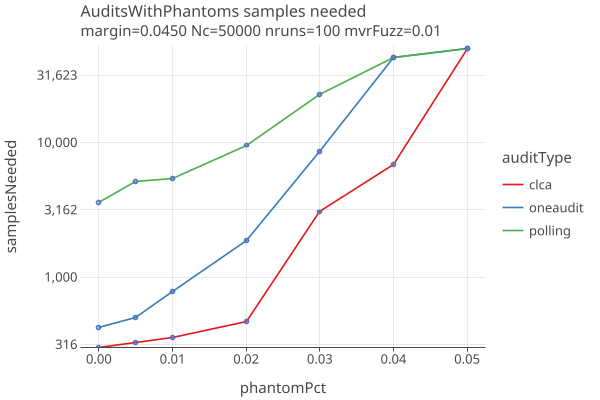 AuditsWithPhantoms samples needed
margin=0.0450 Nc=50000 nruns=100 mvrFuzz=0.01
31,623
10,000
3,162
1,000
316
samplesNeeded
0.00 0.01 0.02 0.03 0.04 0.05
phantomPct
auditType
clca
oneaudit
polling